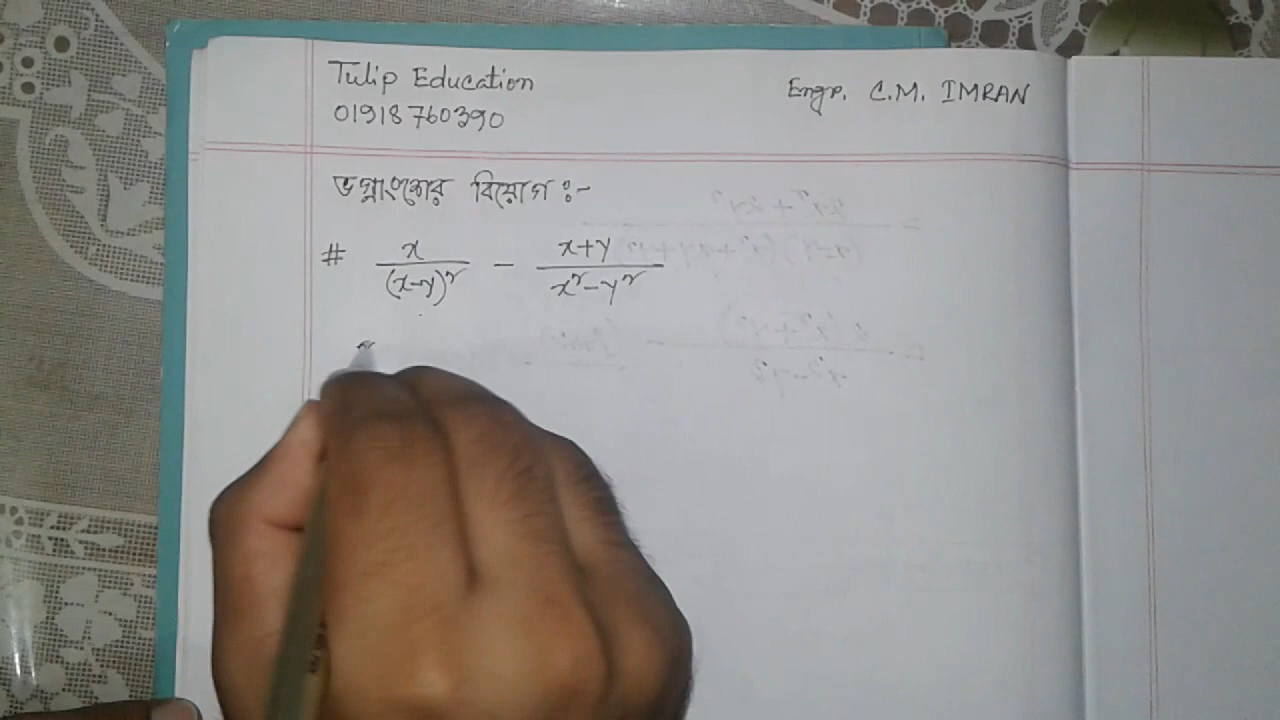 Tulip Education
01918760390
Engr. C.M. IMRAN
ভগ্নাংশের বিয়োগ :-
# x/(x-y)² - (x+y)/(x²-y²)